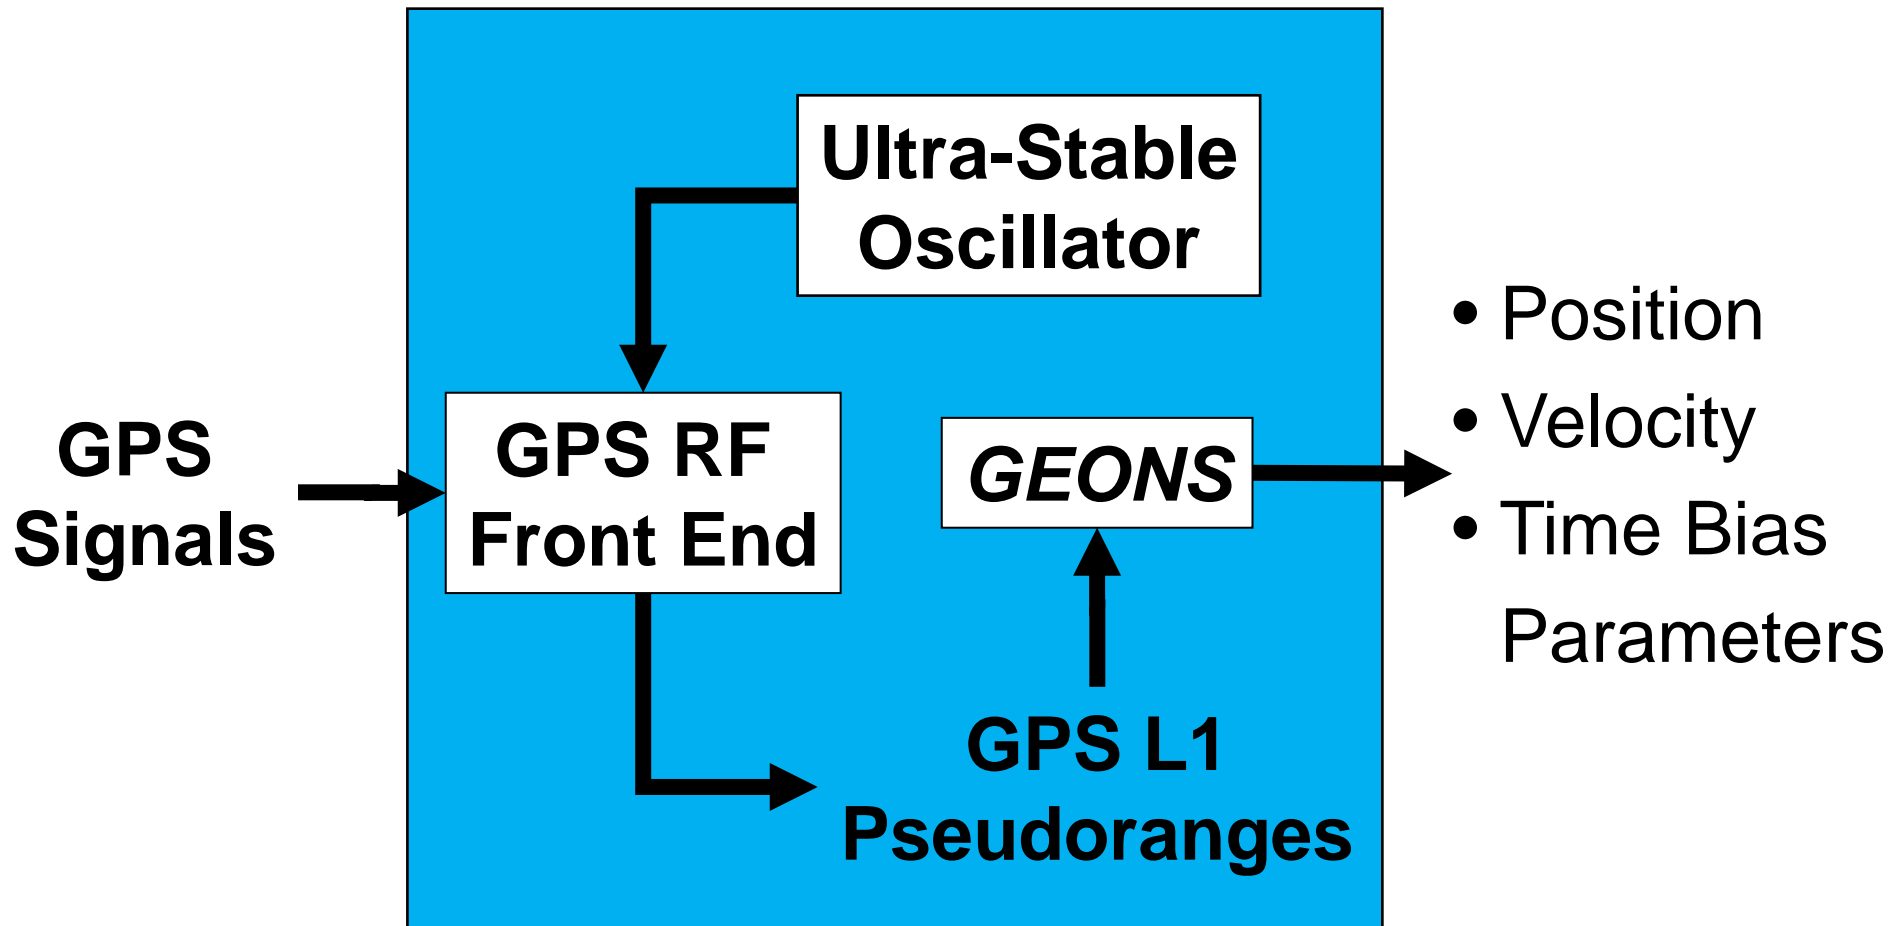 Ultra-Stable
Oscillator
GPS
Signals
GPS RF
Front End
GEONS
GPS L1
Pseudoranges
• Position
• Velocity
• Time Bias
Parameters